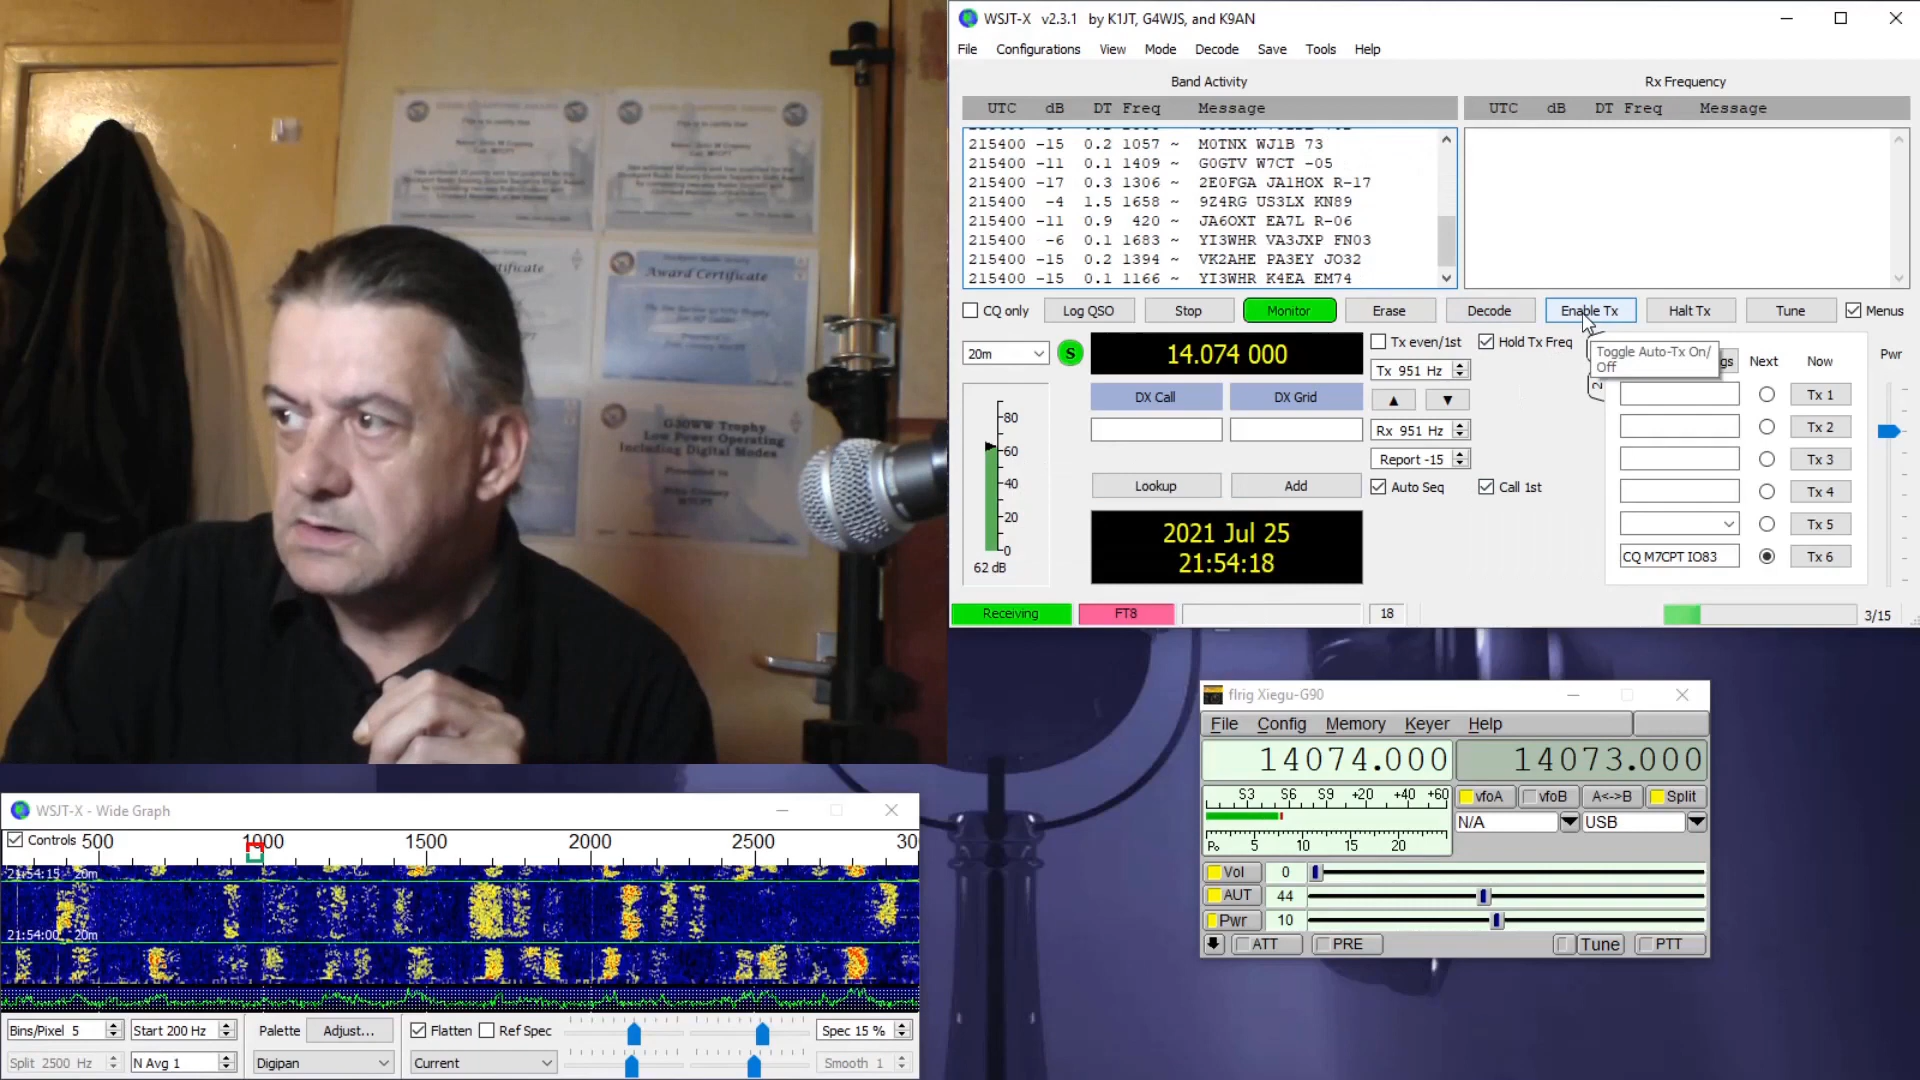 Award Certificate
G3OWW Trophy
Low Power Operating
Including Digital Modes
Presented to
M7CPT
WSJT-X v2.3.1 by K1JT, G4WJS, and K9AN
File Configurations View Mode Decode Save Tools Help
Band Activity
UTC dB DT Freq Message
215400 -15 0.2 1057 ~ M0TNX WJ1B 73
215400 -11 0.1 1409 ~ G0GTV W7CT -05
215400 -17 0.3 1306 ~ 2E0FGA JA1HOX R-17
215400 -4 1.5 1658 ~ 9Z4RG US3LX KN89
215400 -11 0.9 420 ~ JA6OXT EA7L R-06
215400 -6 0.1 1683 ~ YI3WHR VA3JXP FN03
215400 -15 0.2 1394 ~ VK2AHE PA3EY JO32
215400 -15 0.1 1166 ~ YI3WHR K4EA EM74
Rx Frequency
UTC dB DT Freq Message
CQ only Log QSO Stop Monitor Erase Decode Enable Tx Halt Tx Tune Menus
20m S 14.074 000
Tx even/1st Hold Tx Freq
Toggle Auto-Tx On/
Off
gs Next Now Pwr
Tx 951 Hz
DX Call DX Grid
Rx 951 Hz
Report -15
Lookup Add
Auto Seq Call 1st
2021 Jul 25
21:54:18
80
60
40
20
0
62 dB
2
Tx 1
Tx 2
Tx 3
Tx 4
Tx 5
CQ M7CPT IO83 Tx 6
Receiving FT8 18 3/15
flrig Xiegu-G90
File Config Memory Keyer Help
14074.000 14073.000
S3 S6 S9 +20 +40 +60
Po 5 10 15 20
vfoA vfoB A<->B Split
N/A USB
Vol 0
AUT 44
Pwr 10
ATT PRE Tune PTT
WSJT-X - Wide Graph
Controls 500 1000 1500 2000 2500 30
21:54:15 20m
21:54:00 20m
Bins/Pixel 5 Start 200 Hz Palette Adjust... Flatten Ref Spec Spec 15 %
Split 2500 Hz N Avg 1 Digipan Current Smooth 1